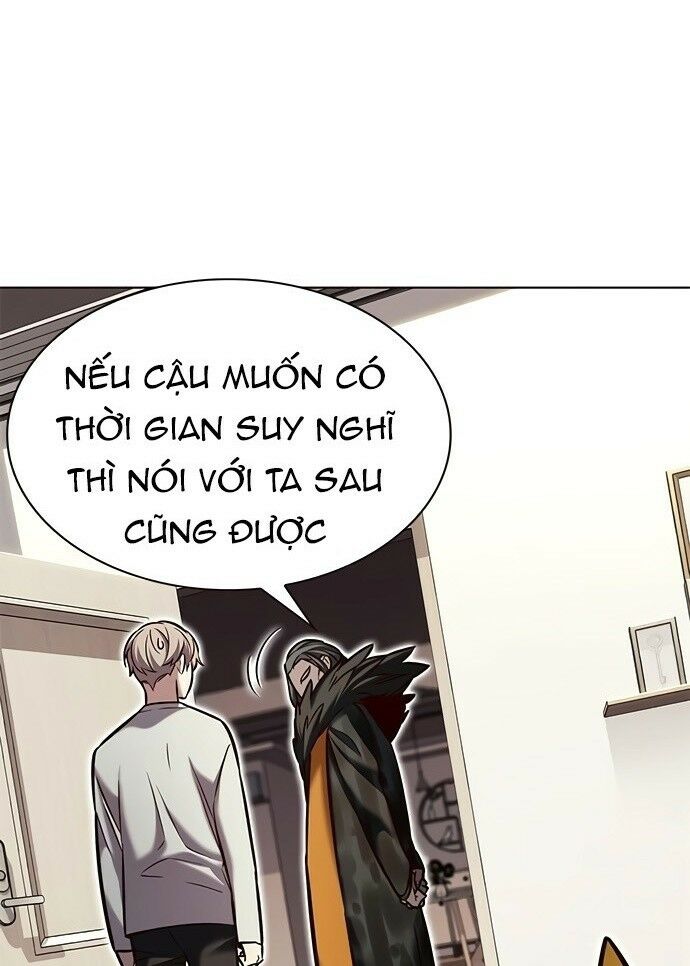 NẾU CẬU MUỐN CÓ
THỜI GIAN SUY NGHĨ
THÌ NÓI VỚI TA SAU
CŨNG ĐƯỢC